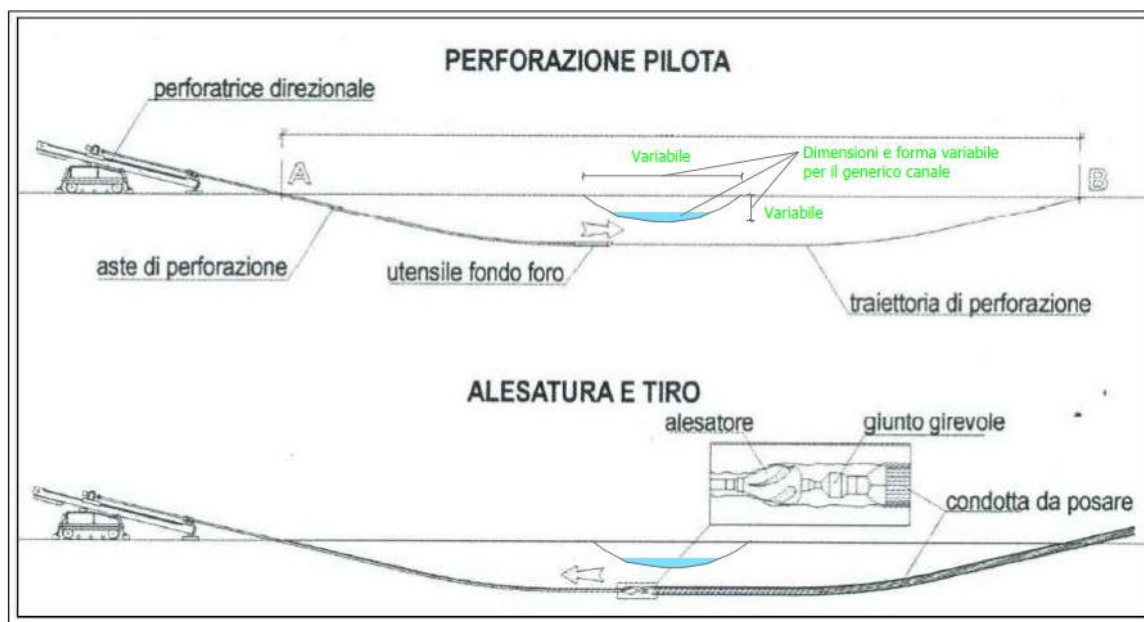 PERFORAZIONE PILOTA
perforatrice direzionale
A
Variabile
Dimensioni e forma variabile
per il generico canale
B
Variabile
aste di perforazione
utensile fondo foro
traiettoria di perforazione
ALESATURA E TIRO
alesatore
giunto girevole
condotta da posare